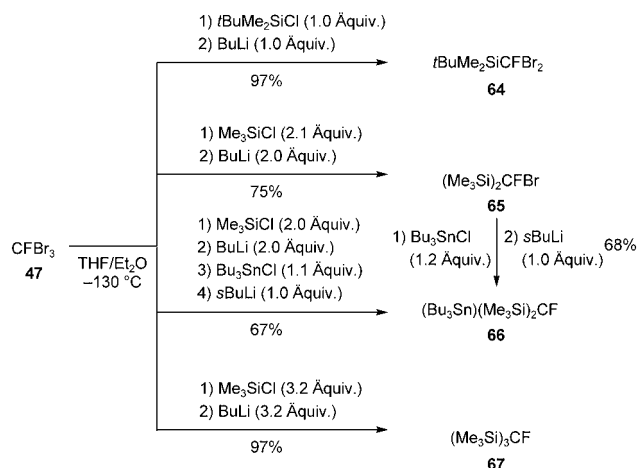 1) tBuMe₂SiCl (1.0 Äquiv.)
2) BuLi (1.0 Äquiv.)
97%
tBuMe₂SiCFBr₂
64
1) Me₃SiCl (2.1 Äquiv.)
2) BuLi (2.0 Äquiv.)
75%
(Me₃Si)₂CFBr
65
CFBr₃
47
THF/Et₂O
–130 °C
1) Me₃SiCl (2.0 Äquiv.)
2) BuLi (2.0 Äquiv.)
3) Bu₃SnCl (1.1 Äquiv.)
4) sBuLi (1.0 Äquiv.)
67%
1) Bu₃SnCl
(1.2 Äquiv.)
2) sBuLi
(1.0 Äquiv.)
68%
(Bu₃Sn)(Me₃Si)₂CF
66
1) Me₃SiCl (3.2 Äquiv.)
2) BuLi (3.2 Äquiv.)
97%
(Me₃Si)₃CF
67